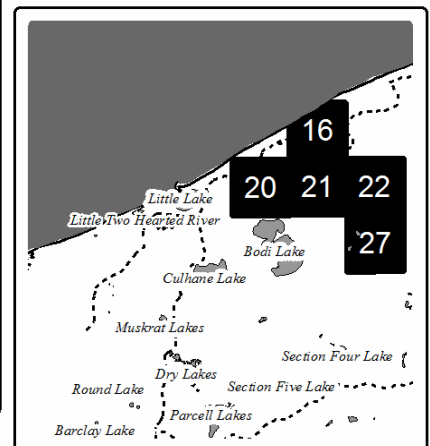 16
20 21 22
Little Lake
Little Two Hearted River
27
Bodi Lake
Culhane Lake
Muskrat Lakes
Section Four Lake
Dry Lakes
Round Lake
Section Five Lake
Parcell Lakes
Barclay Lake